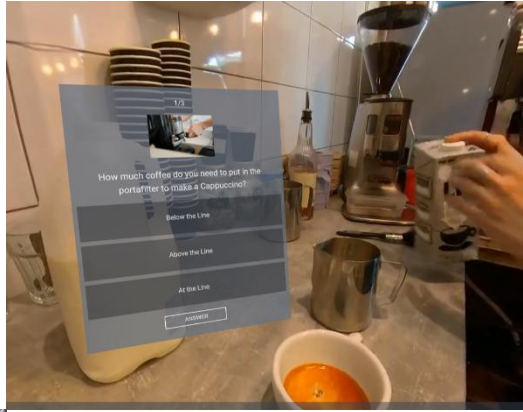 1/3
How much coffee do you need to put in the
portafilter to make a Cappuccino?
Below the Line
Above the Line
At the Line
ANSWER